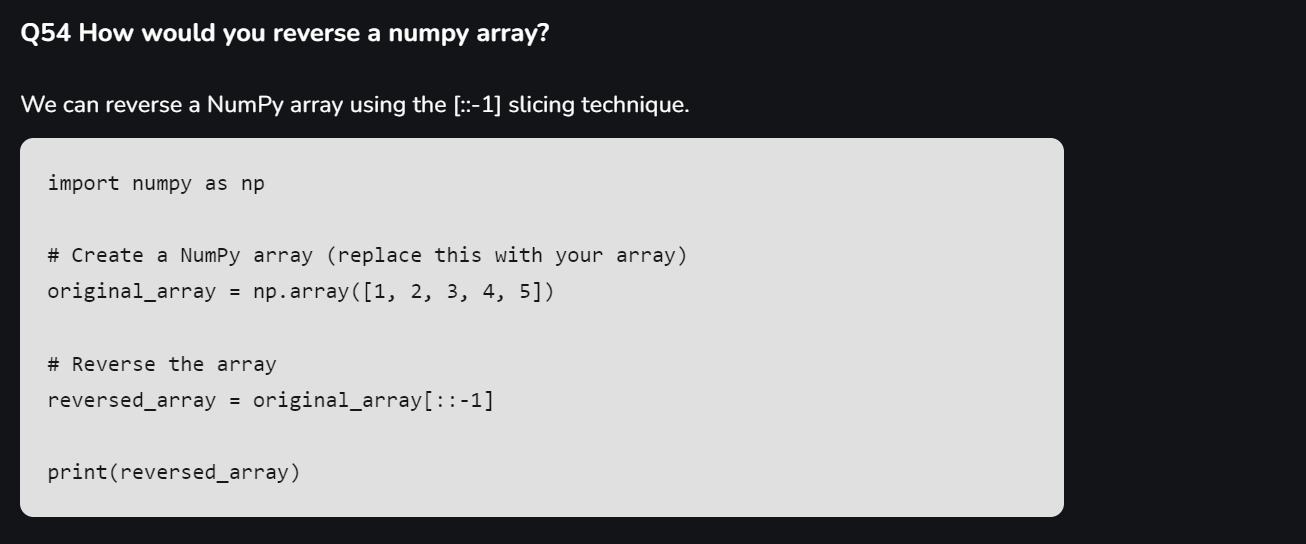 Q54 How would you reverse a numpy array?
We can reverse a NumPy array using the [::-1] slicing technique.
import numpy as np
# Create a NumPy array (replace this with your array)
original_array = np.array([1, 2, 3, 4, 5])
# Reverse the array
reversed_array = original_array[::-1]
print(reversed_array)